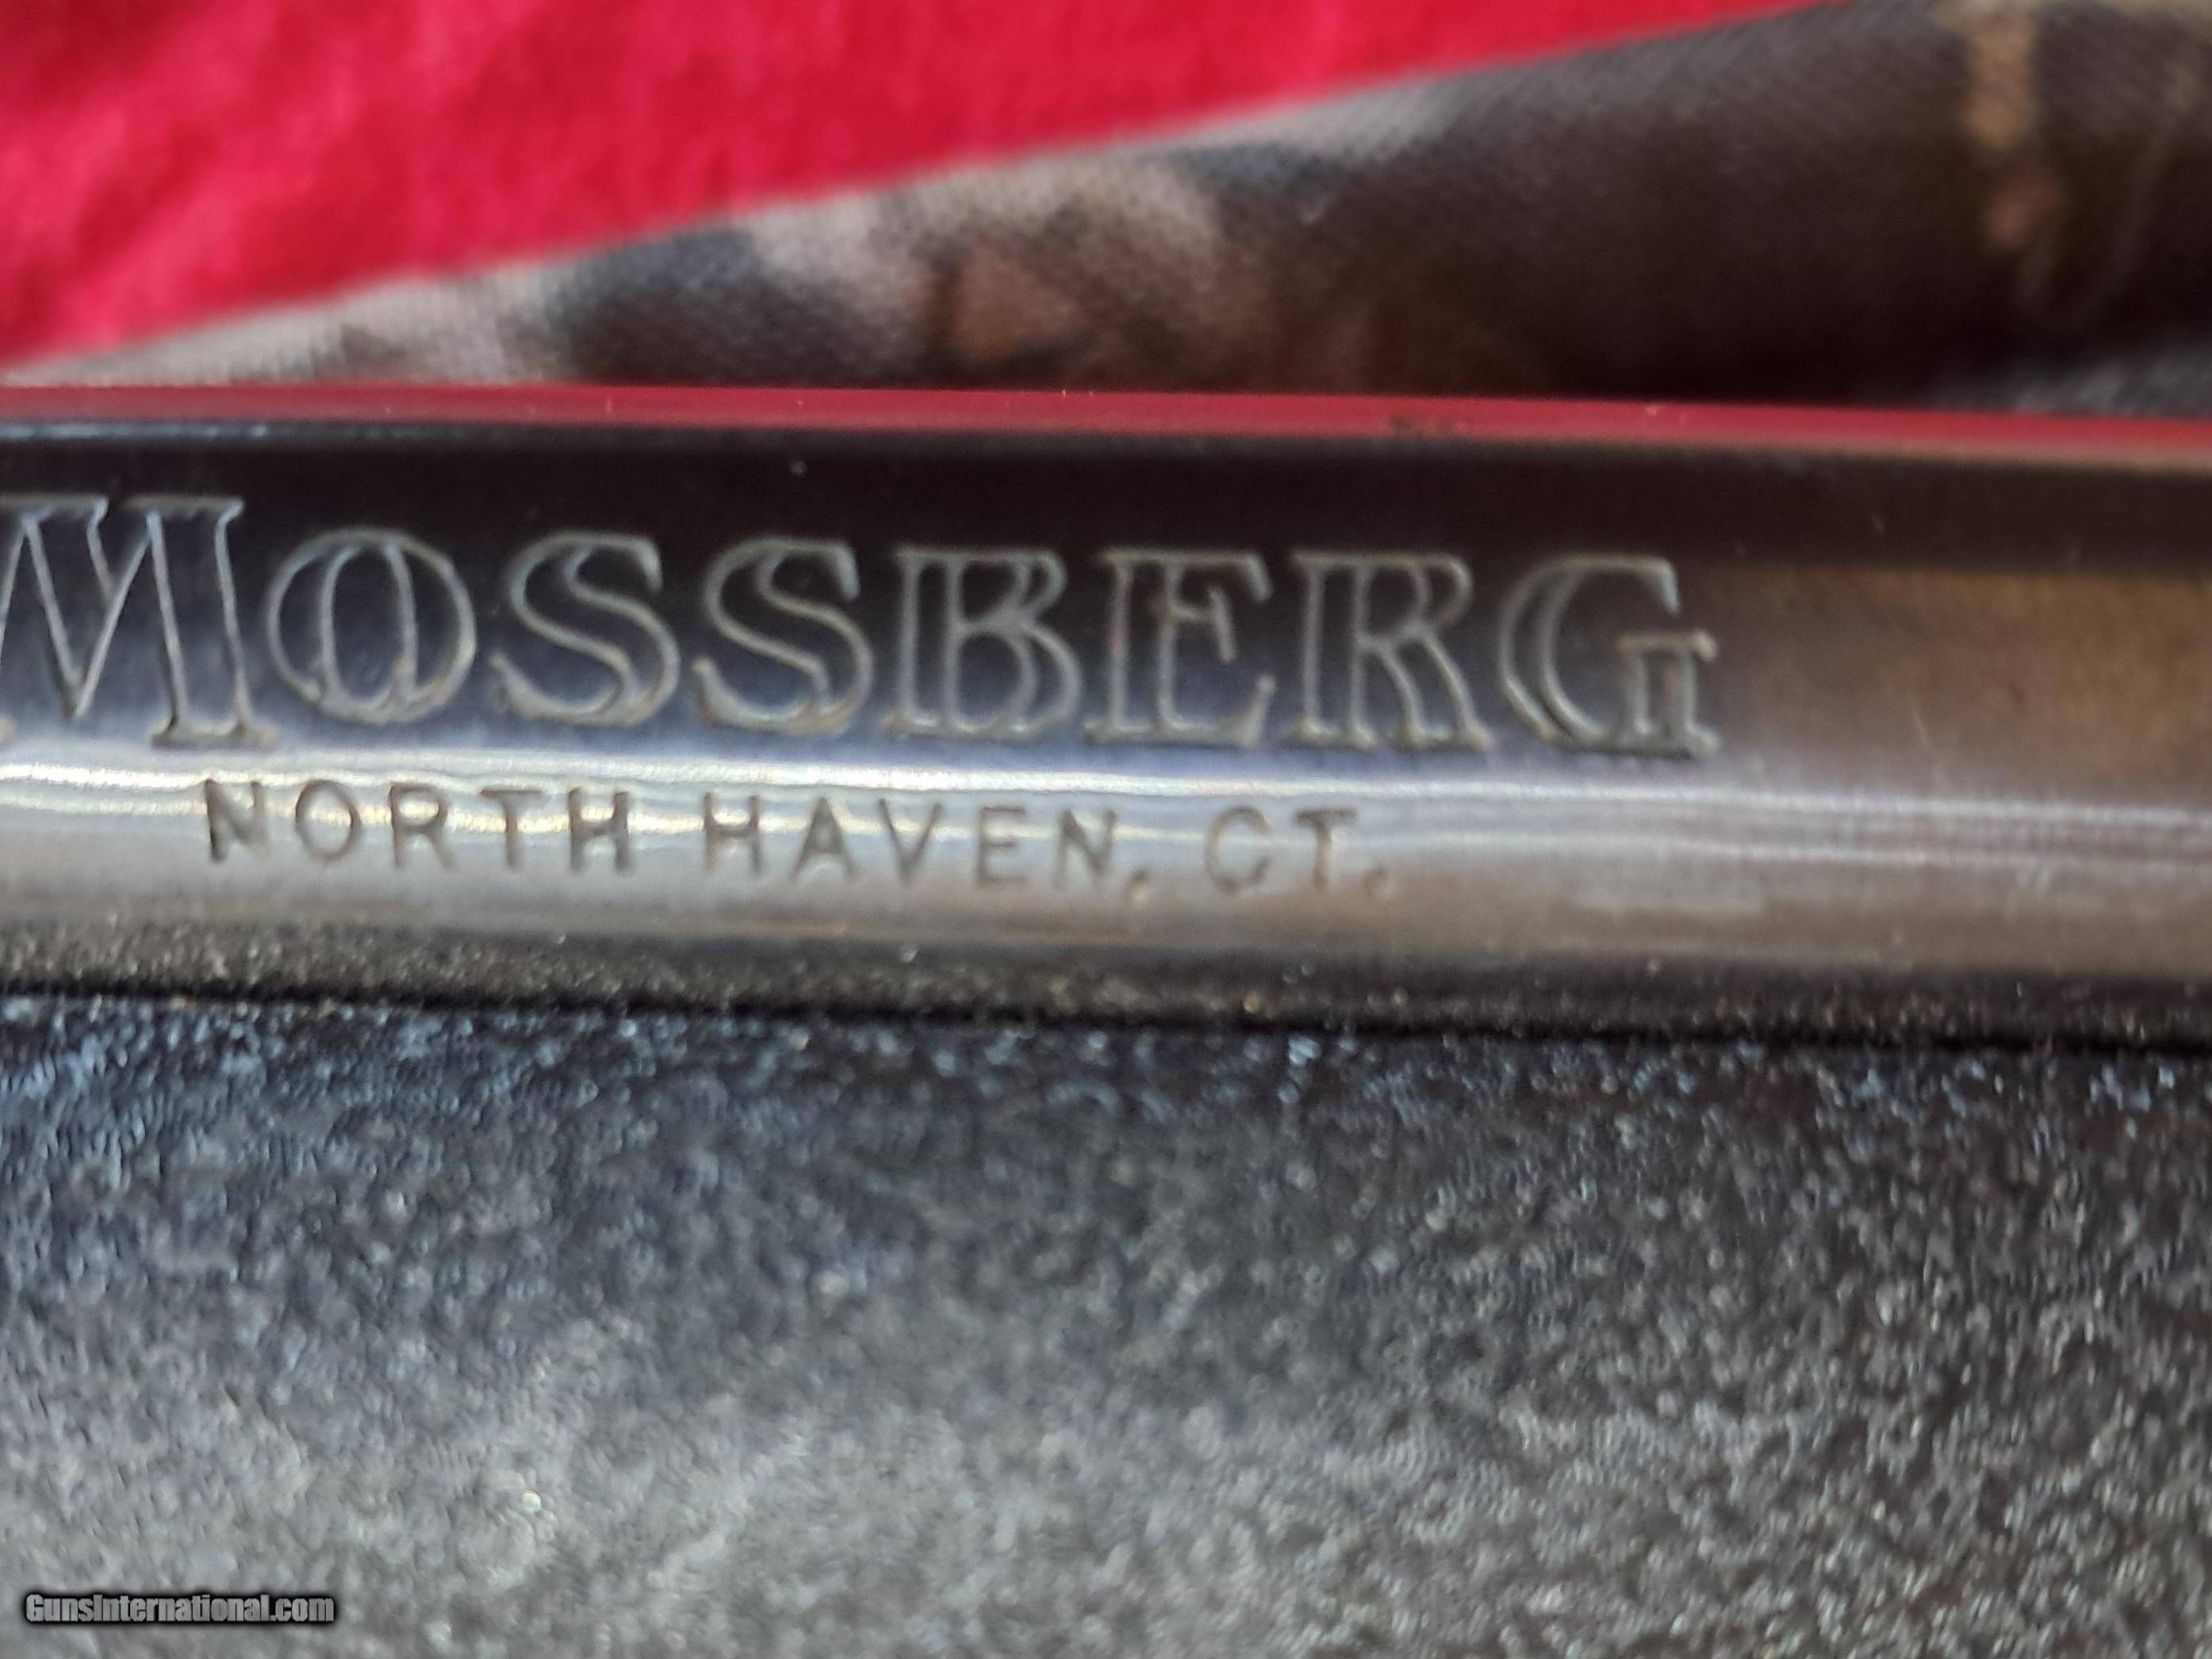 MOSSBERG
NORTH HAVEN, CT.
GunsInternational.com